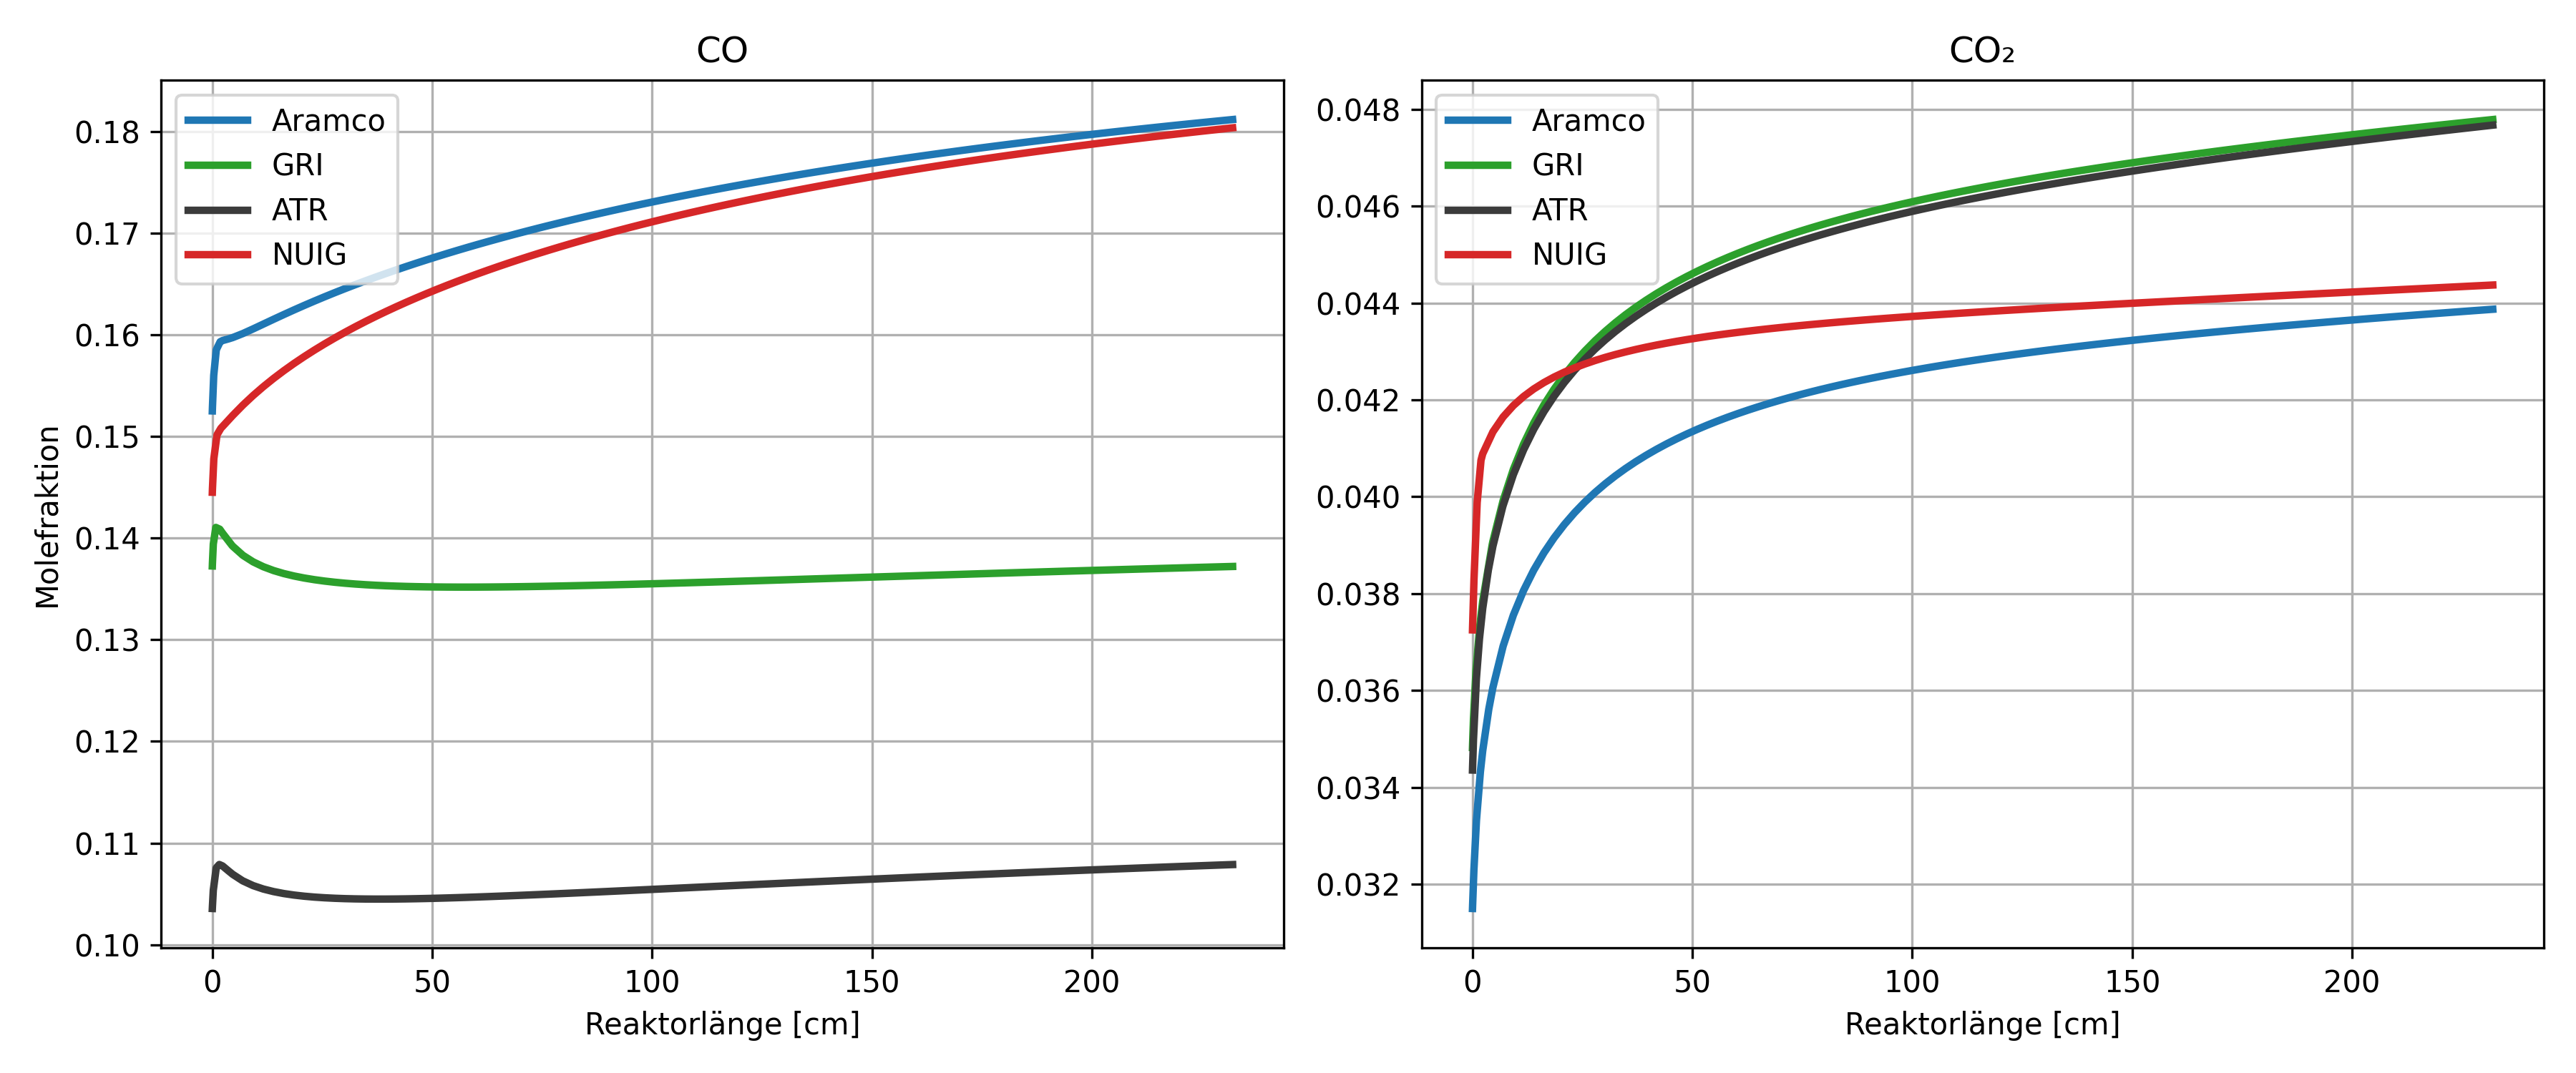 CO
Molefraktion
0.18
0.17
0.16
0.15
0.14
0.13
0.12
0.11
0.10
Aramco
GRI
ATR
NUIG
0 50 100 150 200
Reaktorlänge [cm]
CO₂
0.048
0.046
0.044
0.042
0.040
0.038
0.036
0.034
0.032
Aramco
GRI
ATR
NUIG
0 50 100 150 200
Reaktorlänge [cm]